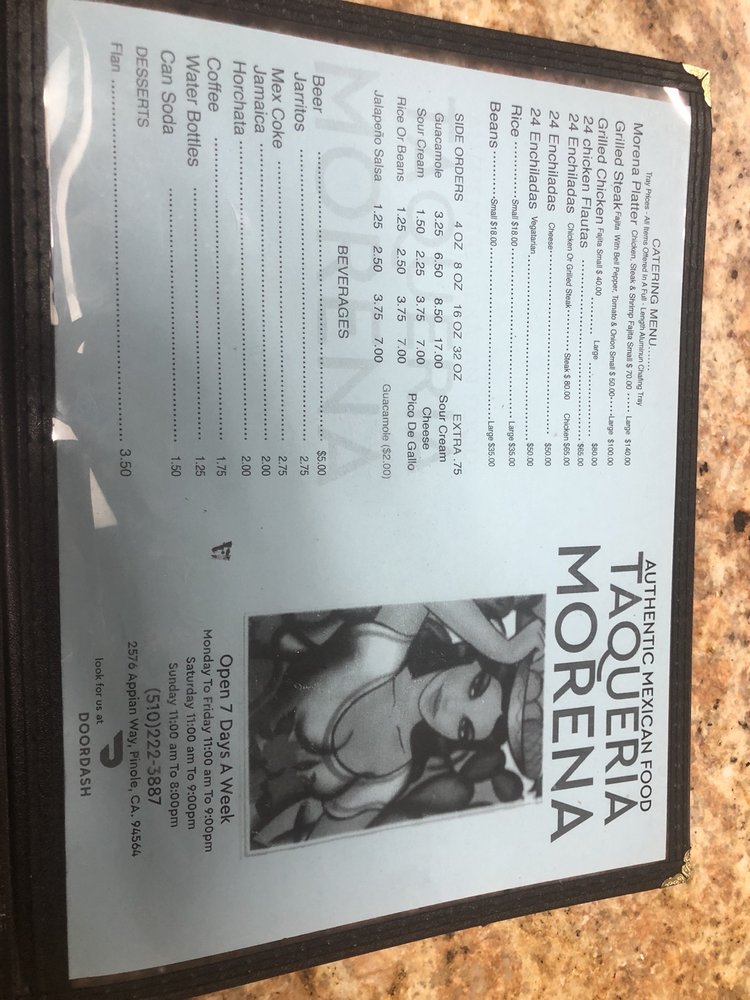 CATERING MENU......
Tray Prices - All Items Offered In A Full - Length Aluminun Chafing Tray
Morena Platter Chicken, Steak & Shrimp Fajita Small $ 70.00 ---- Large $140.00
Grilled Steak Fajita With Bell Pepper, Tomato & Onion Small $ 50.00----Large $100.00
Grilled Chicken Fajita Small $ 40.00 Large $80.00
24 chicken Flautas $65.00
24 Enchiladas Chicken Or Grilled Steak Steak $ 80.00 Chicken $65.00
24 Enchiladas Cheese $50.00
24 Enchiladas Vegatarian $50.00
Rice Small $18.00 Large $35.00
Beans Small $18.00 Large $35.00
SIDE ORDERS 4 OZ 8 OZ 16 OZ 32 OZ EXTRA .75
Guacamole 3.25 6.50 8.50 17.00 Sour Cream
Sour Cream 1.50 2.25 3.75 7.00 Cheese
Rice Or Beans 1.25 2.50 3.75 7.00 Pico De Gallo
Jalapeño Salsa 1.25 2.50 3.75 7.00 Guacamole ($2.00)
BEVERAGES
Beer $5.00
Jarritos 2.75
Mex Coke 2.75
Jamaica 2.00
Horchata 2.00
Coffee 1.75
Water Bottles 1.25
Can Soda 1.50
DESSERTS
Flan 3.50
AUTHENTIC MEXICAN FOOD
TAQUERIA
MORENA
Open 7 Days A Week
Monday To Friday 11:00 am To 9:00pm
Saturday 11:00 am To 9:00pm
Sunday 11:00 am To 8:00pm
(510)222-3887
2576 Appian Way, Pinole, CA. 94564
look for us at
DOORDASH